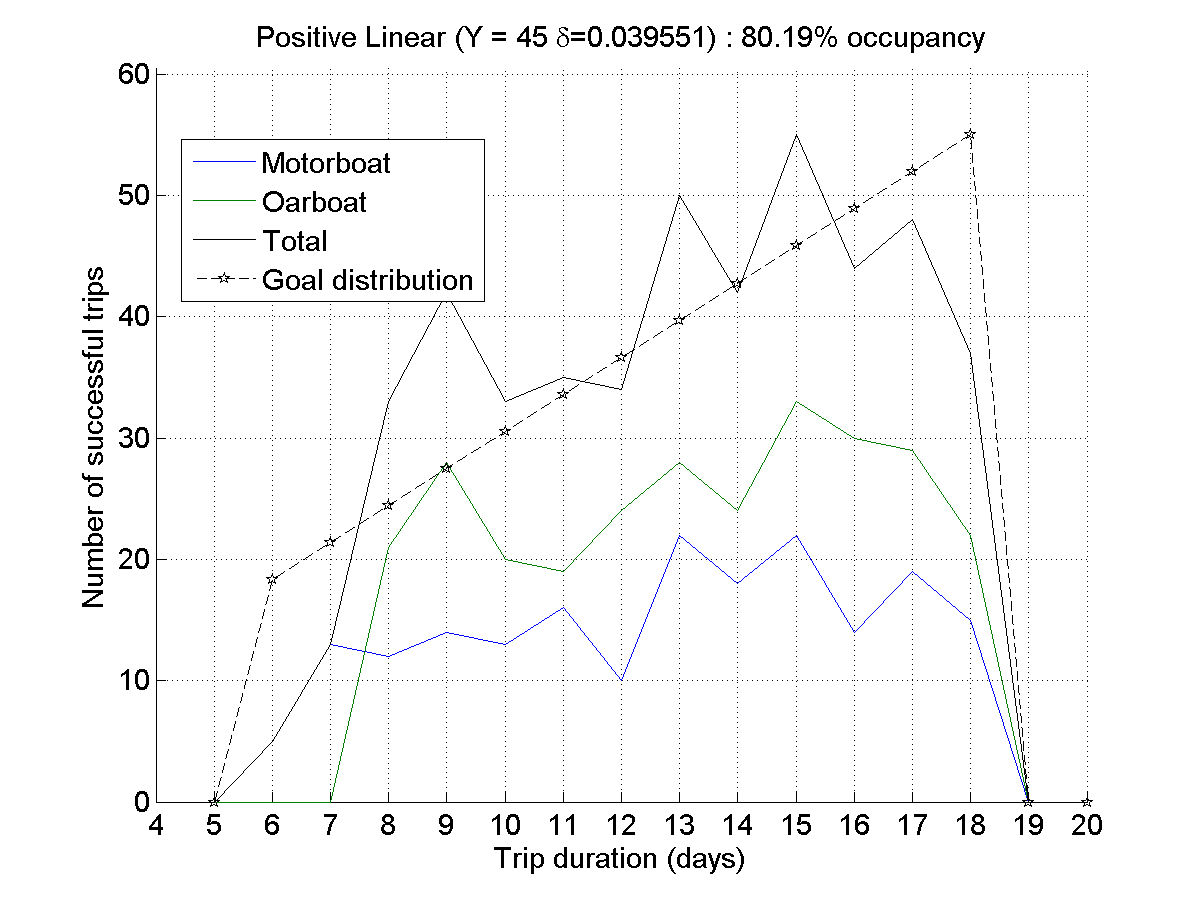 Positive Linear (Y = 45 δ=0.039551) : 80.19% occupancy
60
50
40
30
20
10
0
Number of successful trips
Motorboat
Oarboat
Total
Goal distribution
4 5 6 7 8 9 10 11 12 13 14 15 16 17 18 19 20
Trip duration (days)